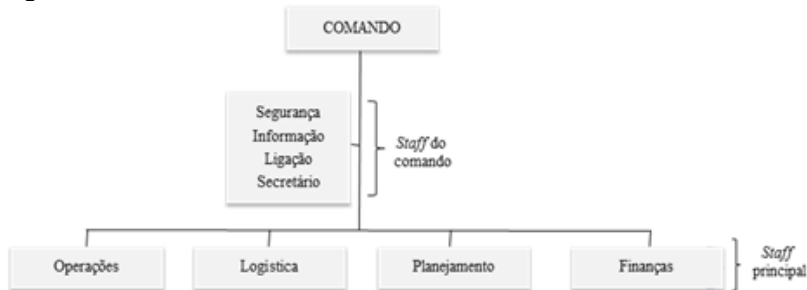 COMANDO
Segurança
Informação
Ligação
Secretário
Staff do
comando
Operações
Logística
Planejamento
Finanças
Staff
principal